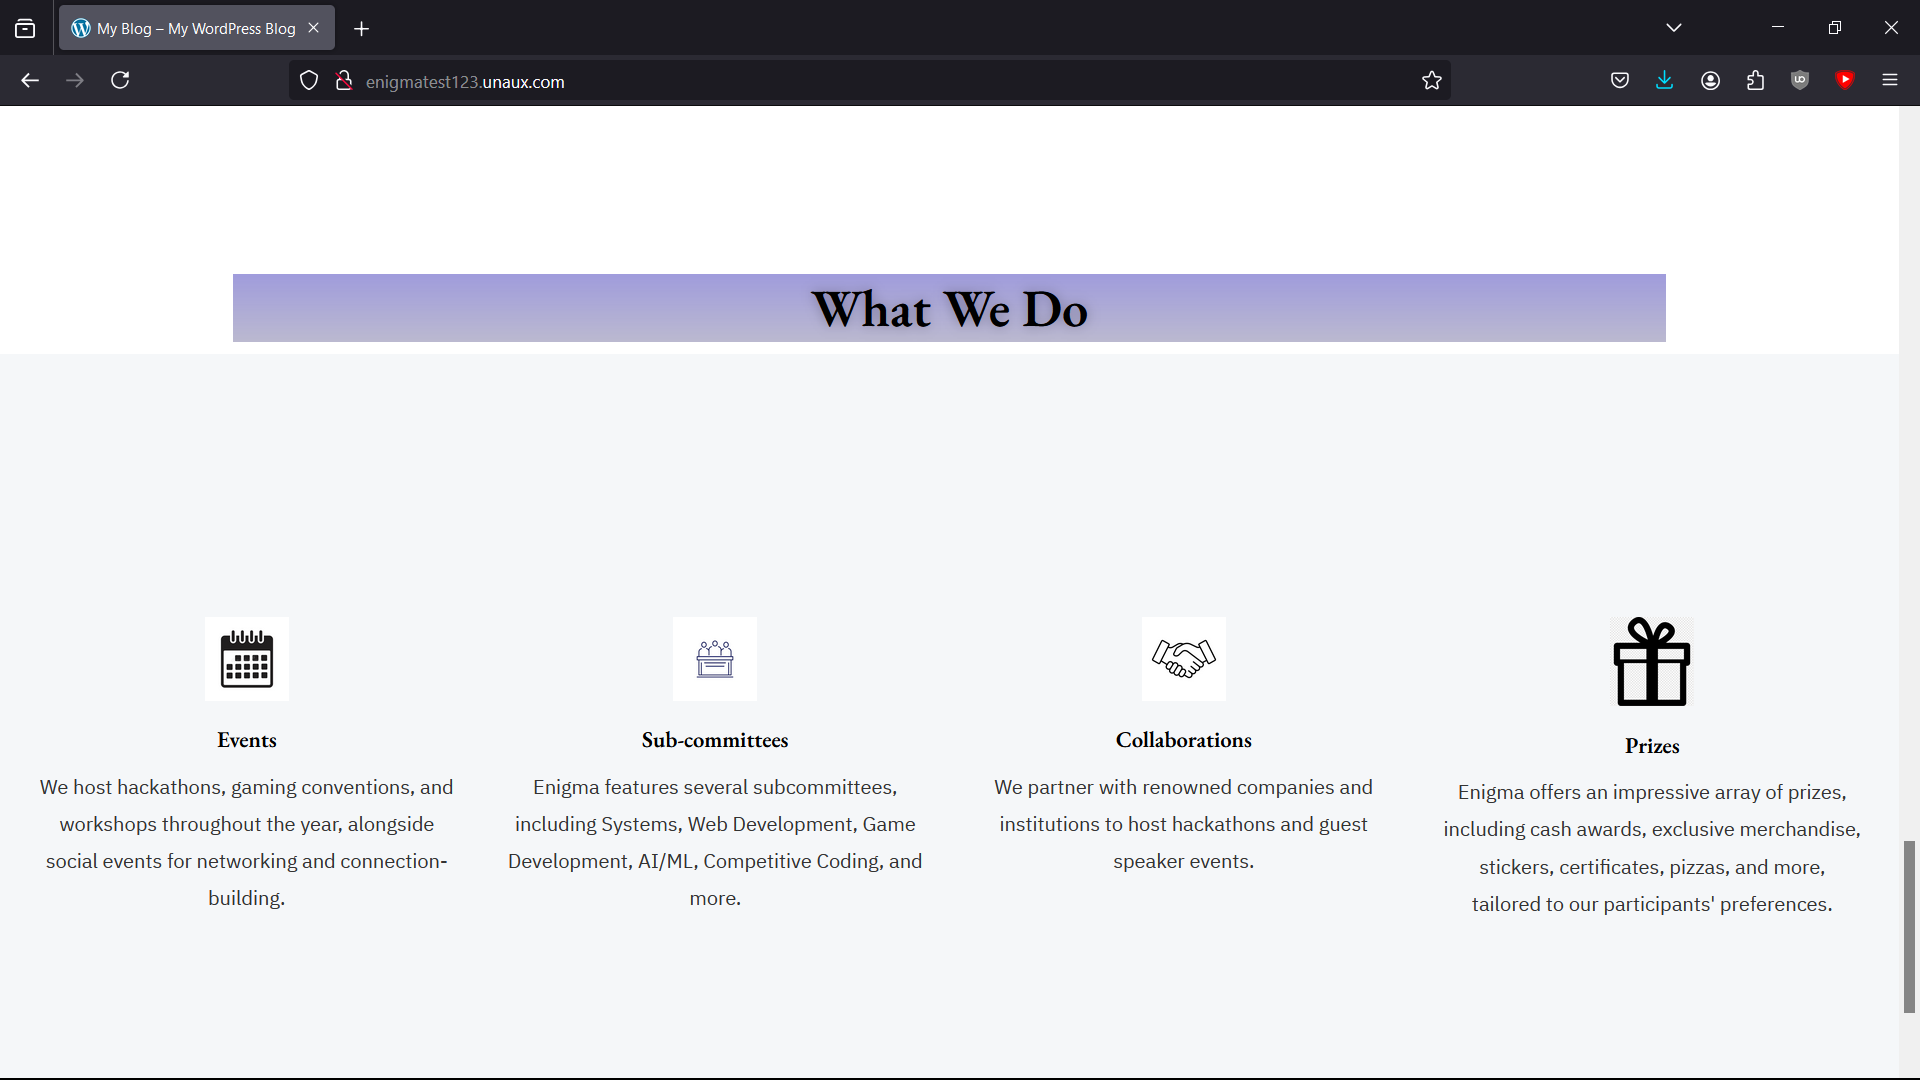 My Blog – My WordPress Blog
enigmatest123.unaux.com
What We Do
Events
We host hackathons, gaming conventions, and
workshops throughout the year, alongside
social events for networking and connection-
building.
Sub-committees
Enigma features several subcommittees,
including Systems, Web Development, Game
Development, AI/ML, Competitive Coding, and
more.
Collaborations
We partner with renowned companies and
institutions to host hackathons and guest
speaker events.
Prizes
Enigma offers an impressive array of prizes,
including cash awards, exclusive merchandise,
stickers, certificates, pizzas, and more,
tailored to our participants' preferences.